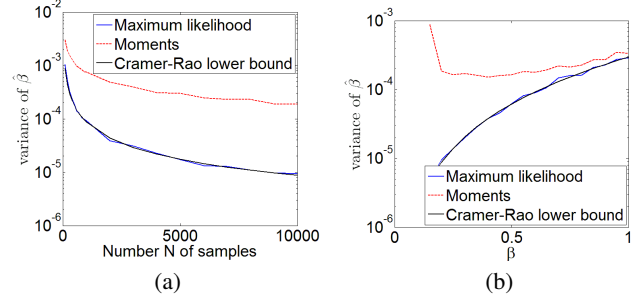 10⁻¹
10⁻²
10⁻³
10⁻⁴
10⁻⁵
10⁻⁶
variance of β̂
Maximum likelihood
Moments
Cramer-Rao lower bound
0 5000 10000
Number N of samples
(a)
10⁻³
10⁻⁴
10⁻⁵
10⁻⁶
variance of β̂
Maximum likelihood
Moments
Cramer-Rao lower bound
0 0.5 1
β
(b)